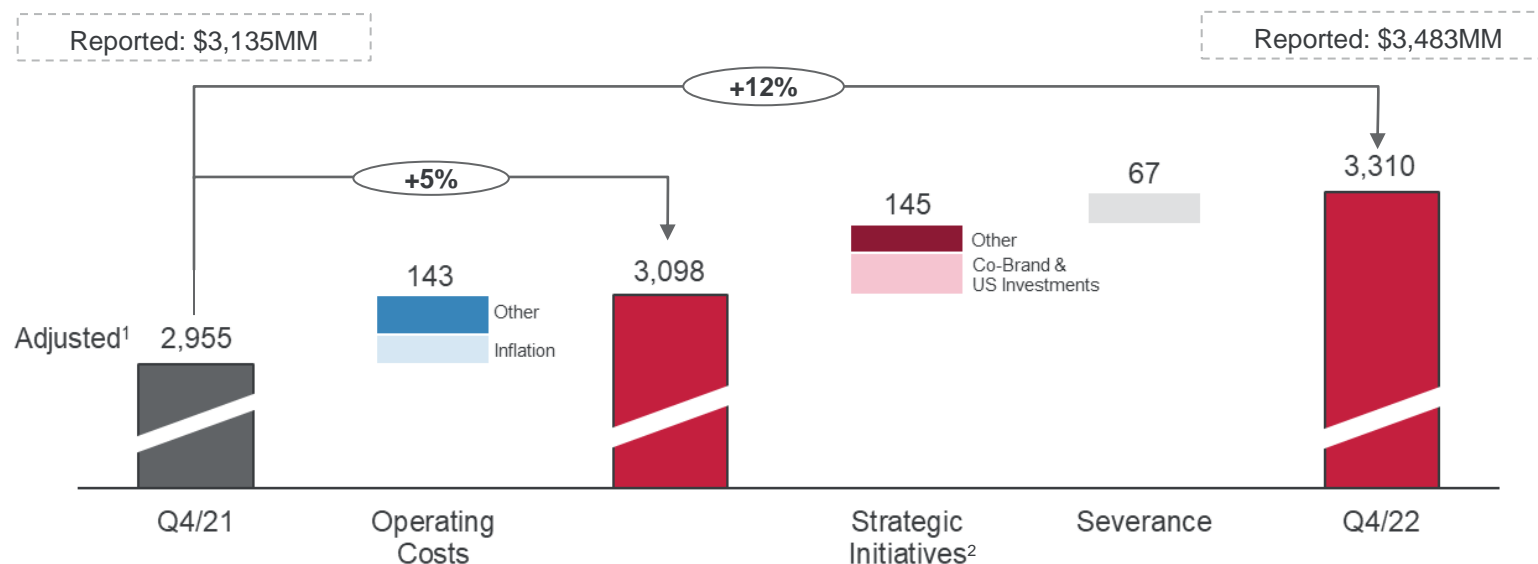 Reported: $3,135MM
Reported: $3,483MM
+12%
+5%
Adjusted¹
2,955
143
Other
Inflation
3,098
145
Other
Co-Brand &
US Investments
67
3,310
Q4/21
Operating
Costs
Strategic
Initiatives²
Severance
Q4/22